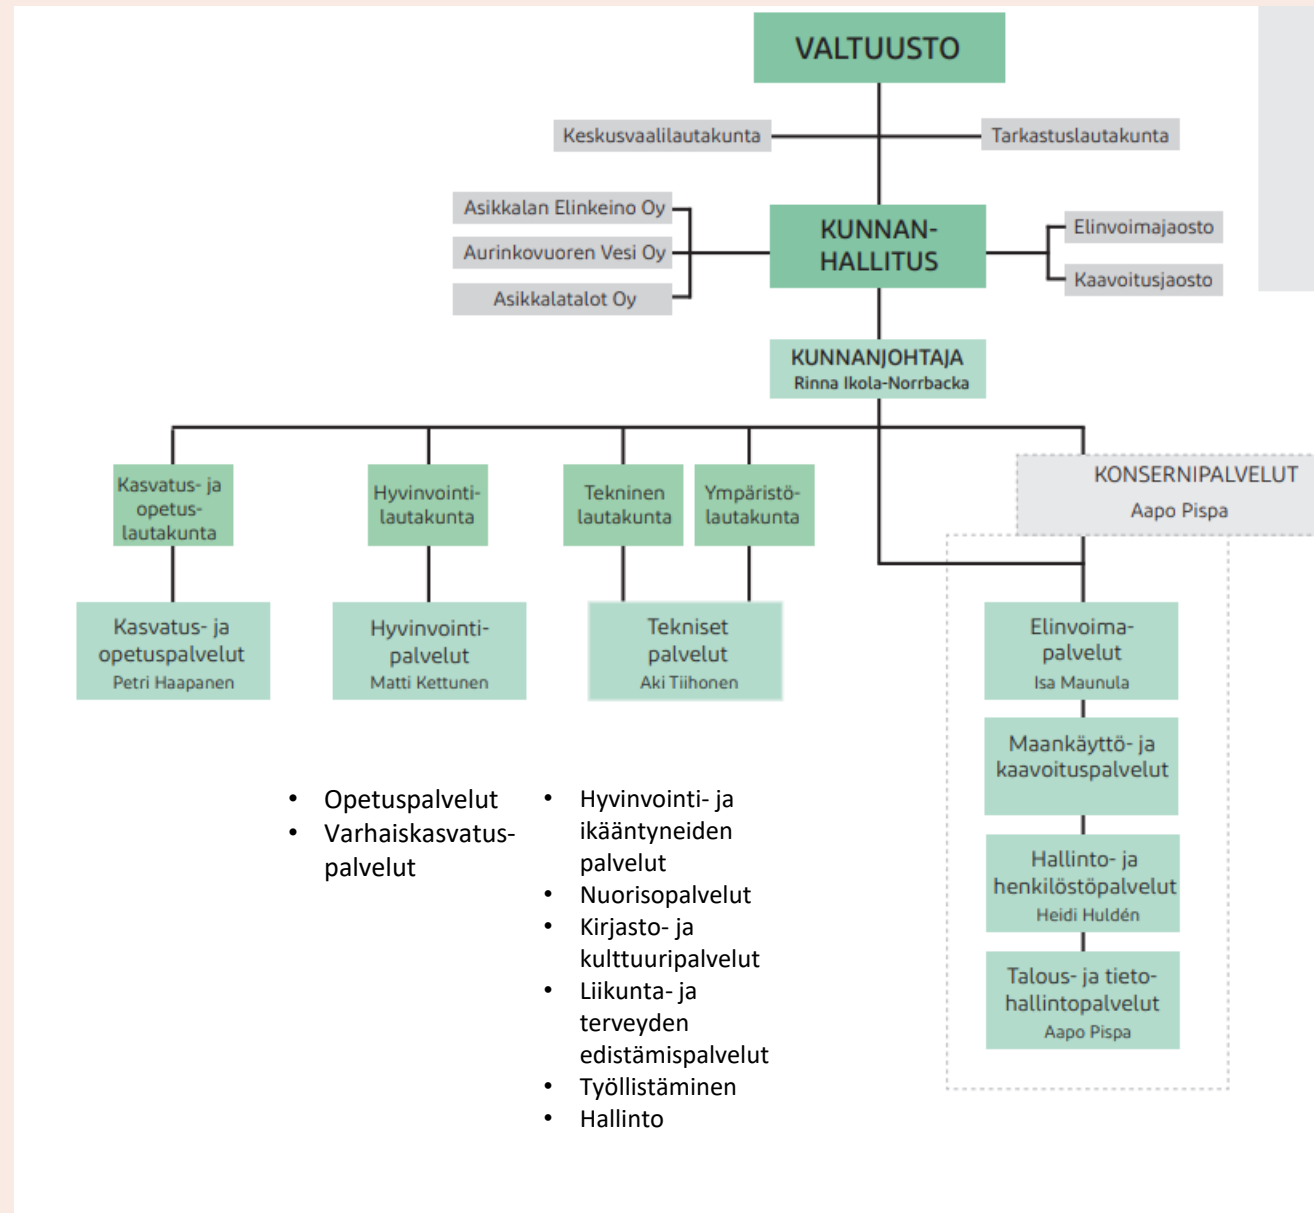 VALTUUSTO
Keskusvaalilautakunta
Tarkastuslautakunta
Asikkalan Elinkeino Oy
Aurinkovuoren Vesi Oy
Asikkalatalot Oy
KUNNAN-
HALLITUS
Elinvoimajaosto
Kaavoitusjaosto
KUNNANJOHTAJA
Rinna Ikola-Norrbacka
Kasvatus- ja
opetus-
lautakunta
Hyvinvointi-
lautakunta
Tekninen
lautakunta
Ympäristö-
lautakunta
KONSERNIPALVELUT
Aapo Pispa
Kasvatus- ja
opetuspalvelut
Petri Haapanen
Hyvinvointi-
palvelut
Matti Kettunen
Tekniset
palvelut
Aki Tiihonen
Elinvoima-
palvelut
Isa Maunula
Maankäyttö- ja
kaavoituspalvelut
Hallinto- ja
henkilöstöpalvelut
Heidi Huldén
Talous- ja tieto-
hallintopalvelut
Aapo Pispa
• Opetuspalvelut
• Varhaiskasvatus-
palvelut
• Hyvinvointi- ja
ikääntyneiden
palvelut
• Nuorisopalvelut
• Kirjasto- ja
kulttuuripalvelut
• Liikunta- ja
terveyden
edistämispalvelut
• Työllistäminen
• Hallinto